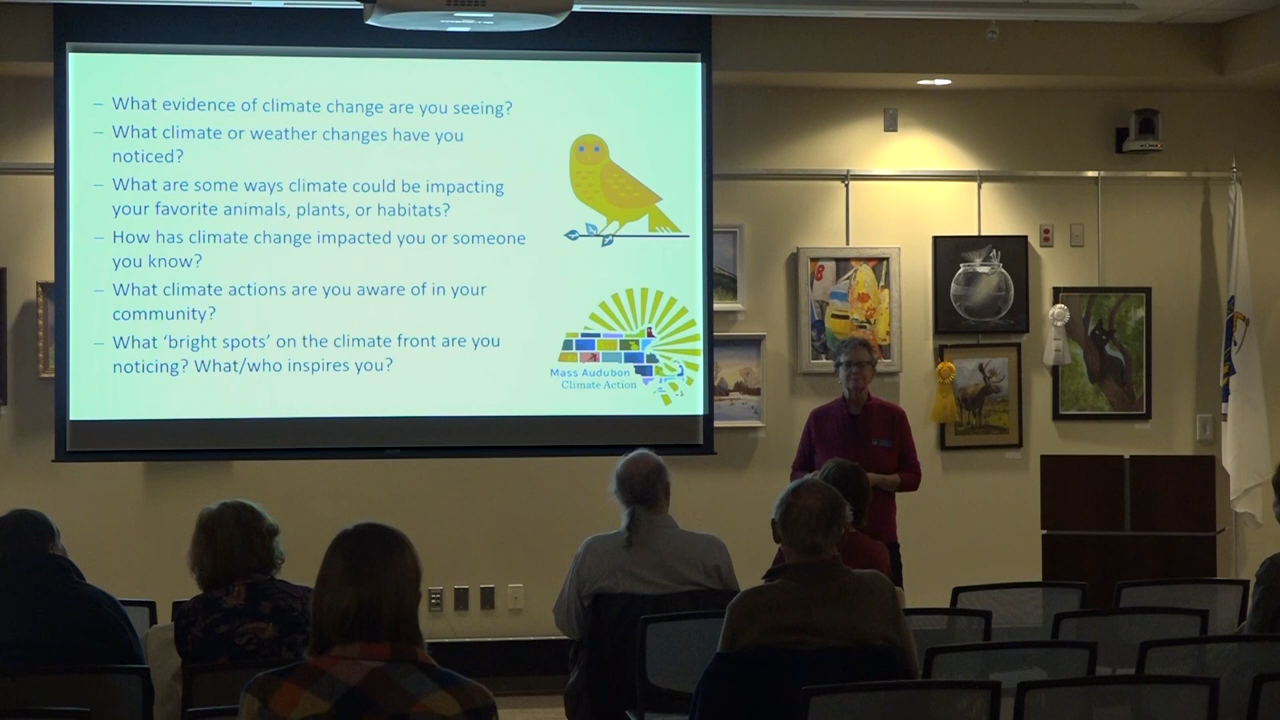 – What evidence of climate change are you seeing?
– What climate or weather changes have you
noticed?
– What are some ways climate could be impacting
your favorite animals, plants, or habitats?
– How has climate change impacted you or someone
you know?
– What climate actions are you aware of in your
community?
– What ‘bright spots’ on the climate front are you
noticing? What/who inspires you?
Mass Audubon
Climate Action
8